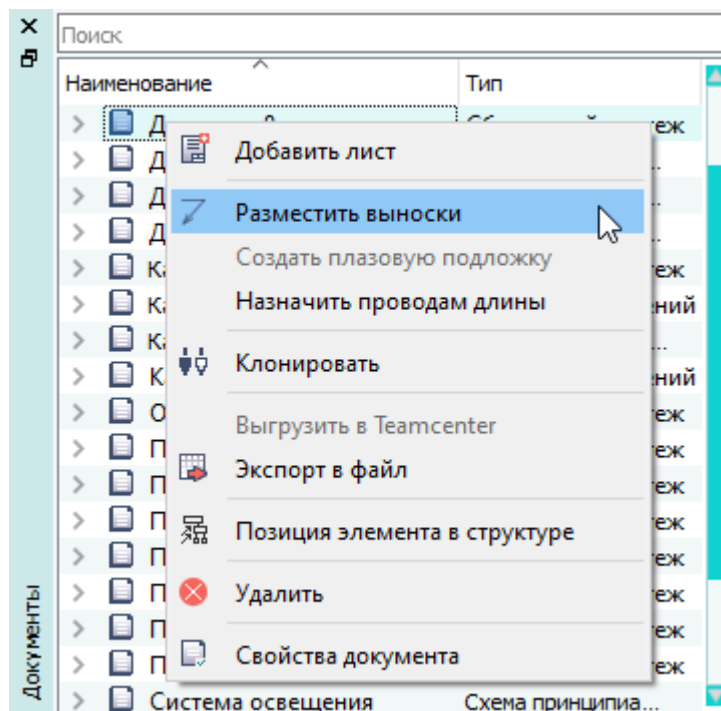 Поиск
Наименование Тип
Добавить лист
Разместить выноски
Создать плазовую подложку
Назначить проводам длины
Клонировать
Выгрузить в Teamcenter
Экспорт в файл
Позиция элемента в структуре
Удалить
Свойства документа
Система освещения Схема принципиа...
Документы